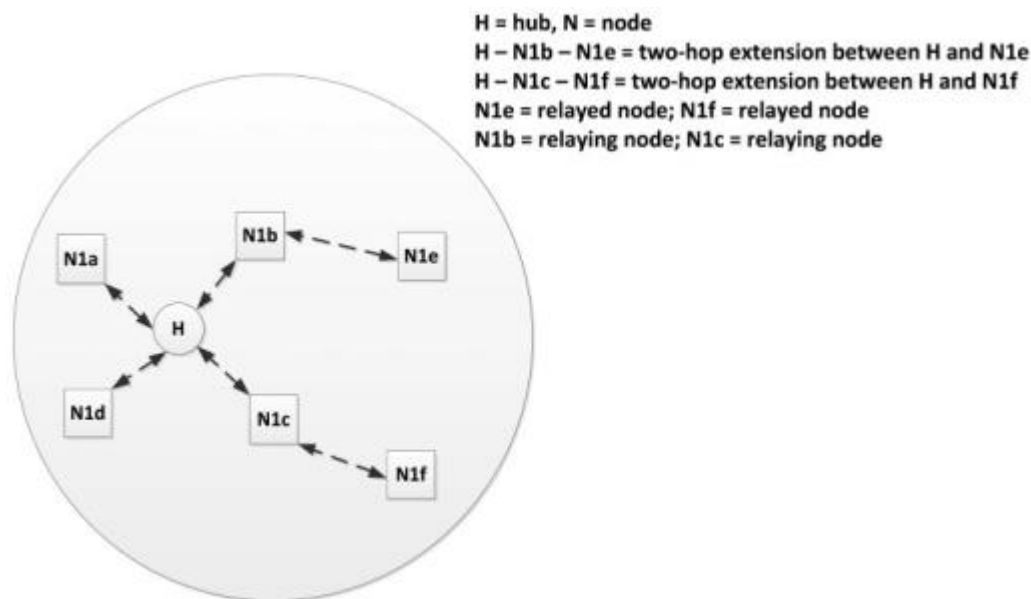 H = hub, N = node
H – N1b – N1e = two-hop extension between H and N1e
H – N1c – N1f = two-hop extension between H and N1f
N1e = relayed node; N1f = relayed node
N1b = relaying node; N1c = relaying node
N1b
N1a
N1e
H
N1d
N1c
N1f